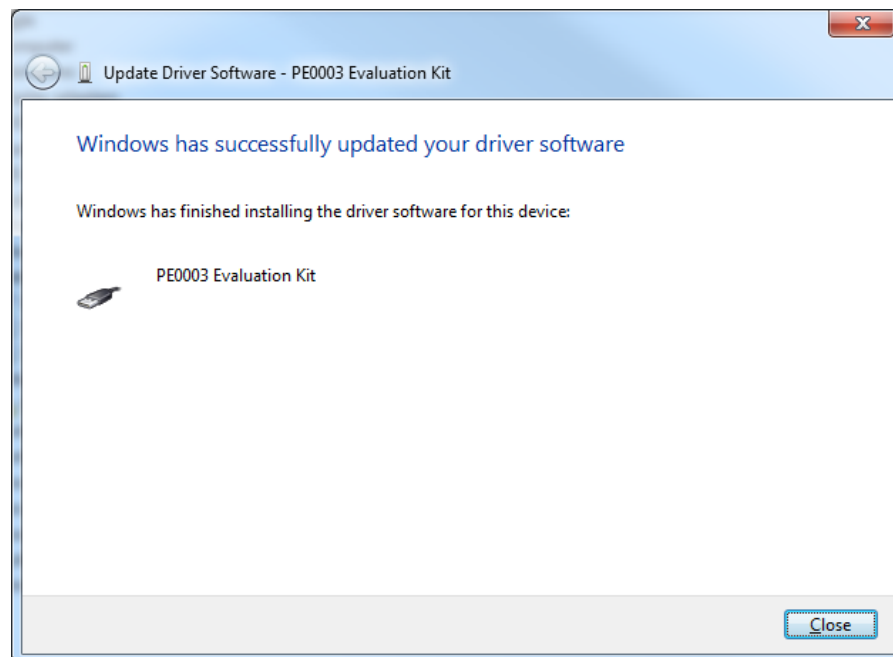 Update Driver Software - PE0003 Evaluation Kit
Windows has successfully updated your driver software
Windows has finished installing the driver software for this device:
PE0003 Evaluation Kit
Close